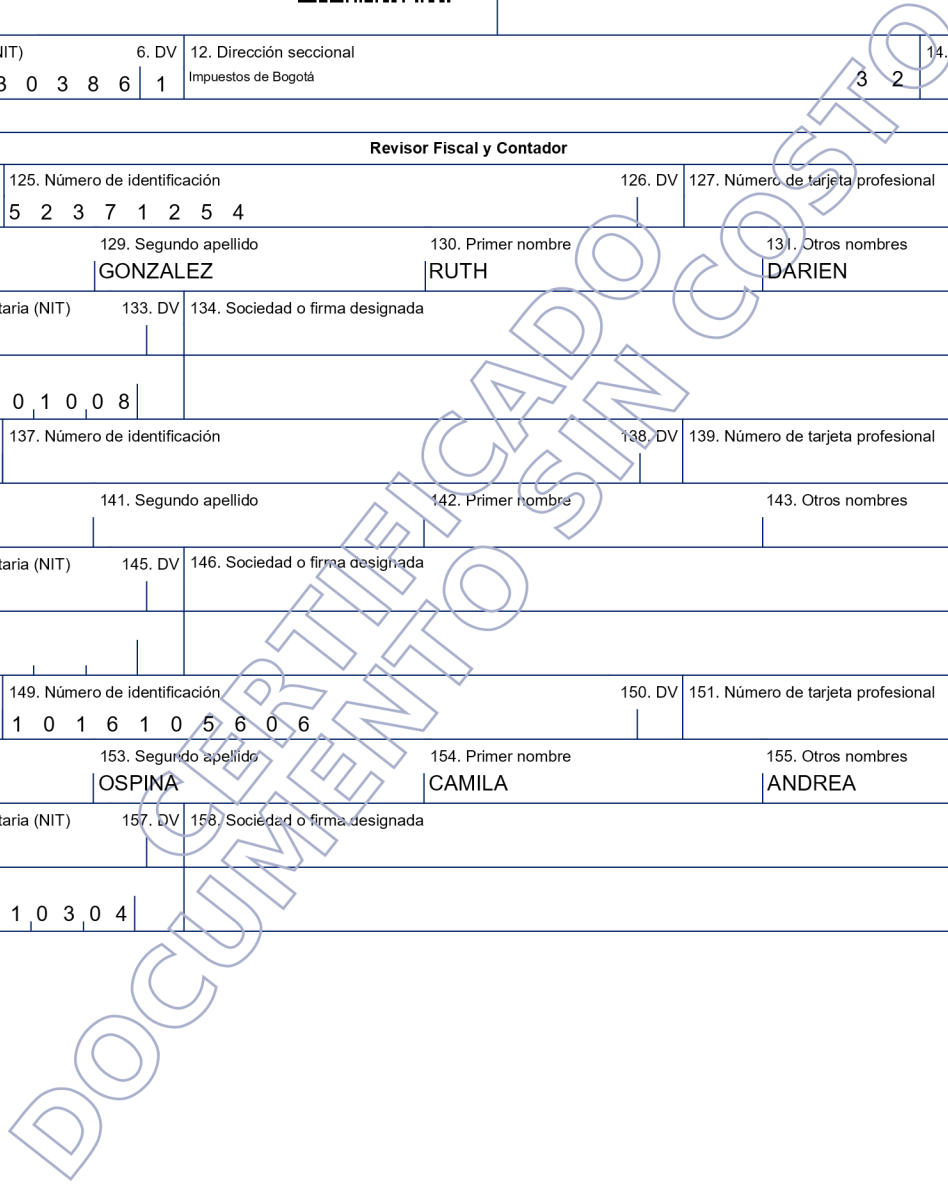 NIT) 6. DV 12. Dirección seccional 14.
3 0 3 8 6 1 Impuestos de Bogotá 3 2
Revisor Fiscal y Contador
125. Número de identificación 126. DV 127. Número de tarjeta profesional
5 2 3 7 1 2 5 4
129. Segundo apellido 130. Primer nombre 131. Otros nombres
GONZALEZ RUTH DARIEN
taria (NIT) 133. DV 134. Sociedad o firma designada
0 1 0 0 8
137. Número de identificación 138. DV 139. Número de tarjeta profesional
141. Segundo apellido 142. Primer nombre 143. Otros nombres
taria (NIT) 145. DV 146. Sociedad o firma designada
149. Número de identificación 150. DV 151. Número de tarjeta profesional
1 0 1 6 1 0 5 6 0 6
153. Segundo apellido 154. Primer nombre 155. Otros nombres
OSPINA CAMILA ANDREA
taria (NIT) 157. DV 158. Sociedad o firma designada
1 0 3 0 4
CERTIFICADO
DOCUMENTO SIN COSTO